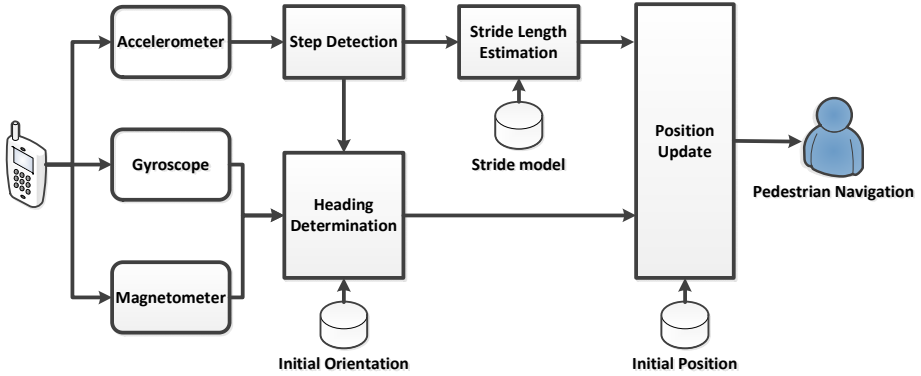 Accelerometer
Step Detection
Stride Length
Estimation
Stride model
Gyroscope
Heading
Determination
Position
Update
Pedestrian Navigation
Magnetometer
Initial Orientation
Initial Position